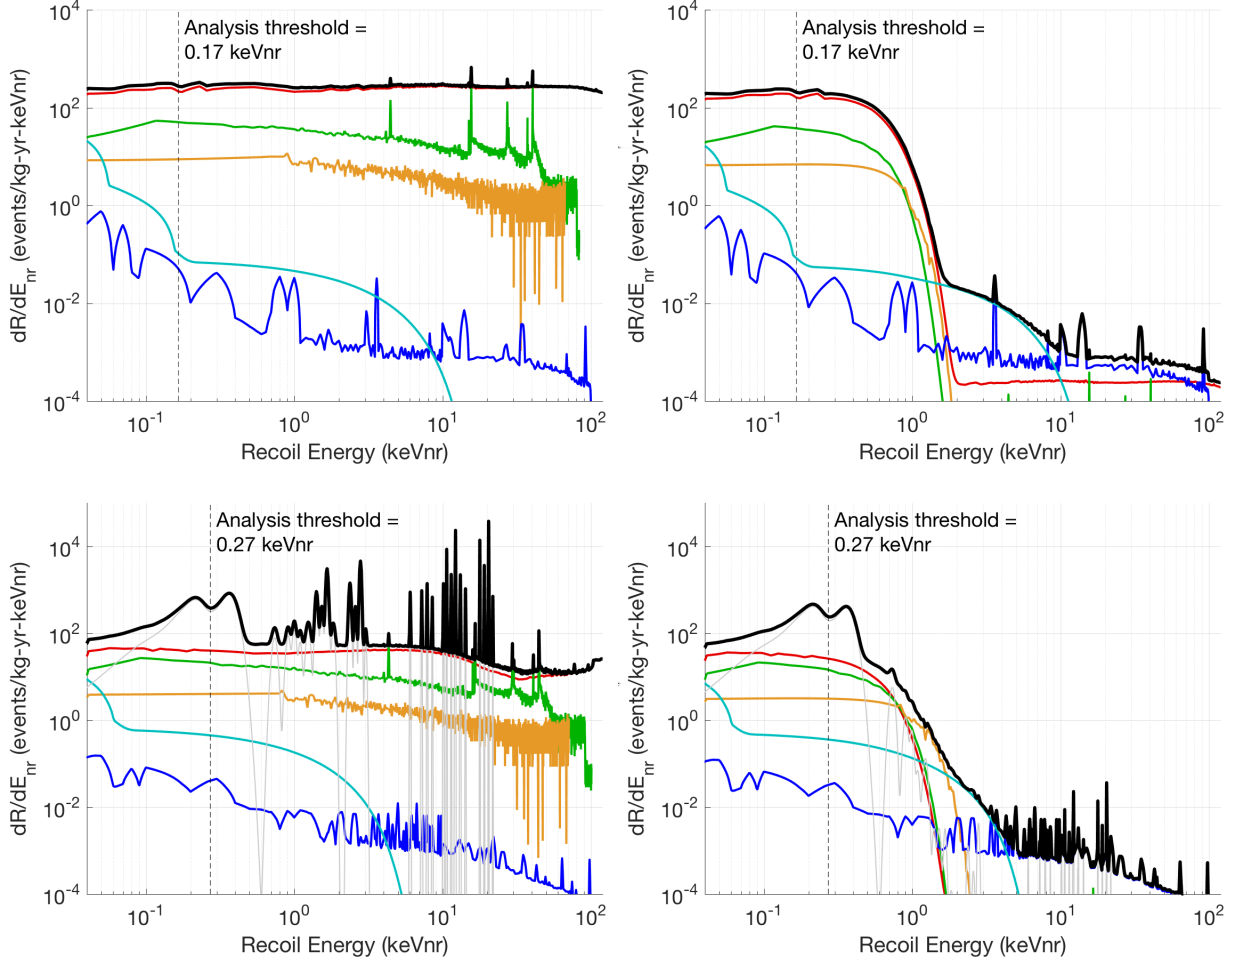 Analysis threshold =
0.17 keVnr
10^4
10^2
10^0
10^-2
10^-4
dR/dE_nr (events/kg-yr-keVnr)
10^-1
10^0
10^1
10^2
Recoil Energy (keVnr)
Analysis threshold =
0.17 keVnr
10^4
10^2
10^0
10^-2
10^-4
dR/dE_nr (events/kg-yr-keVnr)
10^-1
10^0
10^1
10^2
Recoil Energy (keVnr)
Analysis threshold =
0.27 keVnr
10^4
10^2
10^0
10^-2
10^-4
dR/dE_nr (events/kg-yr-keVnr)
10^-1
10^0
10^1
10^2
Recoil Energy (keVnr)
Analysis threshold =
0.27 keVnr
10^4
10^2
10^0
10^-2
10^-4
dR/dE_nr (events/kg-yr-keVnr)
10^-1
10^0
10^1
10^2
Recoil Energy (keVnr)